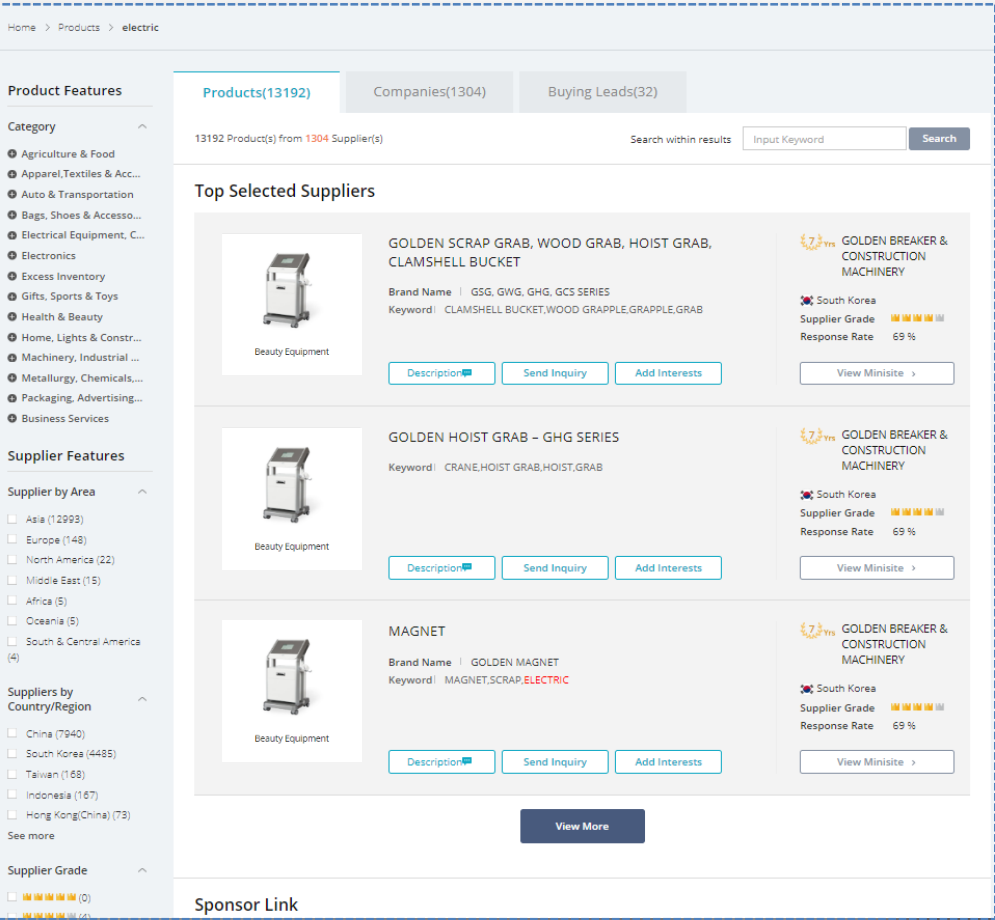 Home > Products > electric
Product Features
Category
Agriculture & Food
Apparel,Textiles & Acc...
Auto & Transportation
Bags, Shoes & Accesso...
Electrical Equipment, C...
Electronics
Excess Inventory
Gifts, Sports & Toys
Health & Beauty
Home, Lights & Constr...
Machinery, Industrial ...
Metallurgy, Chemicals,...
Packaging, Advertising...
Business Services
Supplier Features
Supplier by Area
Asia (12993)
Europe (148)
North America (22)
Middle East (15)
Africa (5)
Oceania (5)
South & Central America
(4)
Suppliers by
Country/Region
China (7940)
South Korea (4485)
Taiwan (168)
Indonesia (167)
Hong Kong(China) (73)
See more
Supplier Grade
(0)
(4)
Products(13192)
Companies(1304)
Buying Leads(32)
13192 Product(s) from 1304 Supplier(s)
Search within results
Input Keyword
Search
Top Selected Suppliers
Beauty Equipment
GOLDEN SCRAP GRAB, WOOD GRAB, HOIST GRAB,
CLAMSHELL BUCKET
Brand Name | GSG, GWG, GHG, GCS SERIES
Keyword| CLAMSHELL BUCKET,WOOD GRAPPLE,GRAPPLE,GRAB
Description
Send Inquiry
Add Interests
7 Yrs GOLDEN BREAKER &
CONSTRUCTION
MACHINERY
South Korea
Supplier Grade
Response Rate 69 %
View Minisite >
Beauty Equipment
GOLDEN HOIST GRAB – GHG SERIES
Keyword| CRANE,HOIST GRAB,HOIST,GRAB
Description
Send Inquiry
Add Interests
7 Yrs GOLDEN BREAKER &
CONSTRUCTION
MACHINERY
South Korea
Supplier Grade
Response Rate 69 %
View Minisite >
Beauty Equipment
MAGNET
Brand Name | GOLDEN MAGNET
Keyword| MAGNET,SCRAP,ELECTRIC
Description
Send Inquiry
Add Interests
7 Yrs GOLDEN BREAKER &
CONSTRUCTION
MACHINERY
South Korea
Supplier Grade
Response Rate 69 %
View Minisite >
View More
Sponsor Link